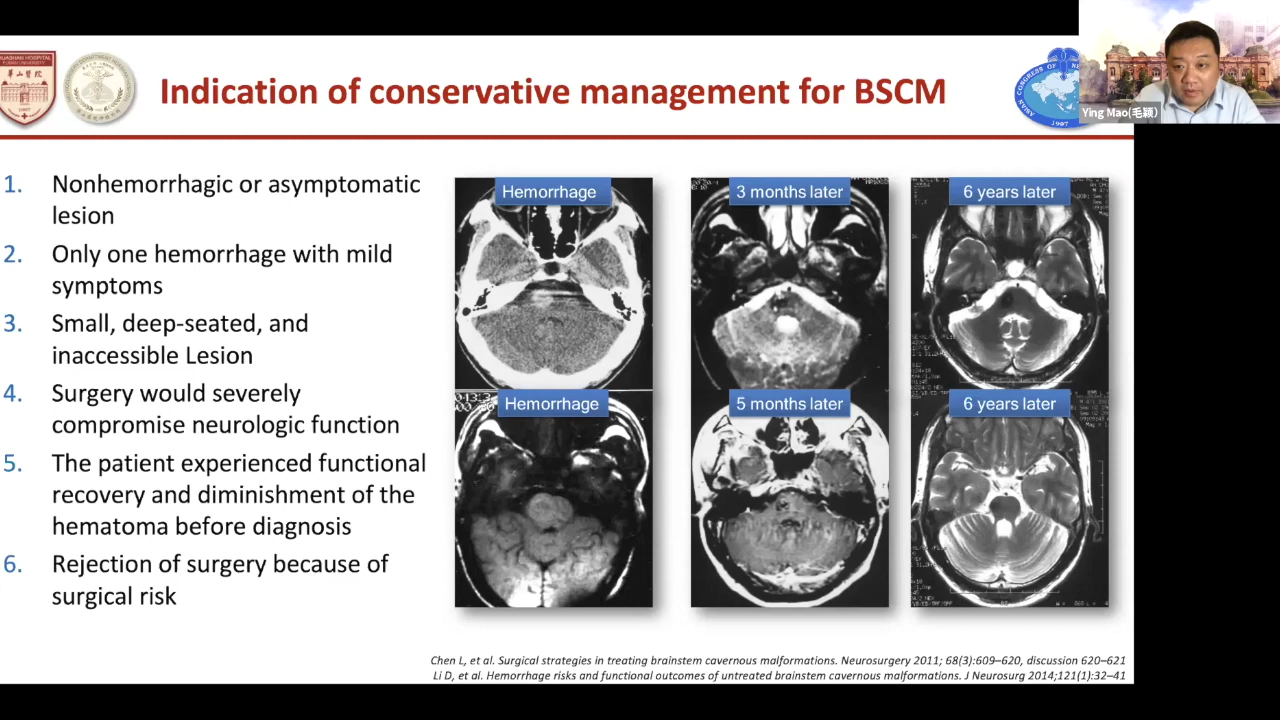 Indication of conservative management for BSCM
HUASHAN HOSPITAL
1907
Ying Mao(毛颖)
1. Nonhemorrhagic or asymptomatic
lesion
2. Only one hemorrhage with mild
symptoms
3. Small, deep-seated, and
inaccessible Lesion
4. Surgery would severely
compromise neurologic function
5. The patient experienced functional
recovery and diminishment of the
hematoma before diagnosis
6. Rejection of surgery because of
surgical risk
Hemorrhage
3 months later
6 years later
Hemorrhage
5 months later
6 years later
Chen L, et al. Surgical strategies in treating brainstem cavernous malformations. Neurosurgery 2011; 68(3):609–620, discussion 620–621
Li D, et al. Hemorrhage risks and functional outcomes of untreated brainstem cavernous malformations. J Neurosurg 2014;121(1):32–41